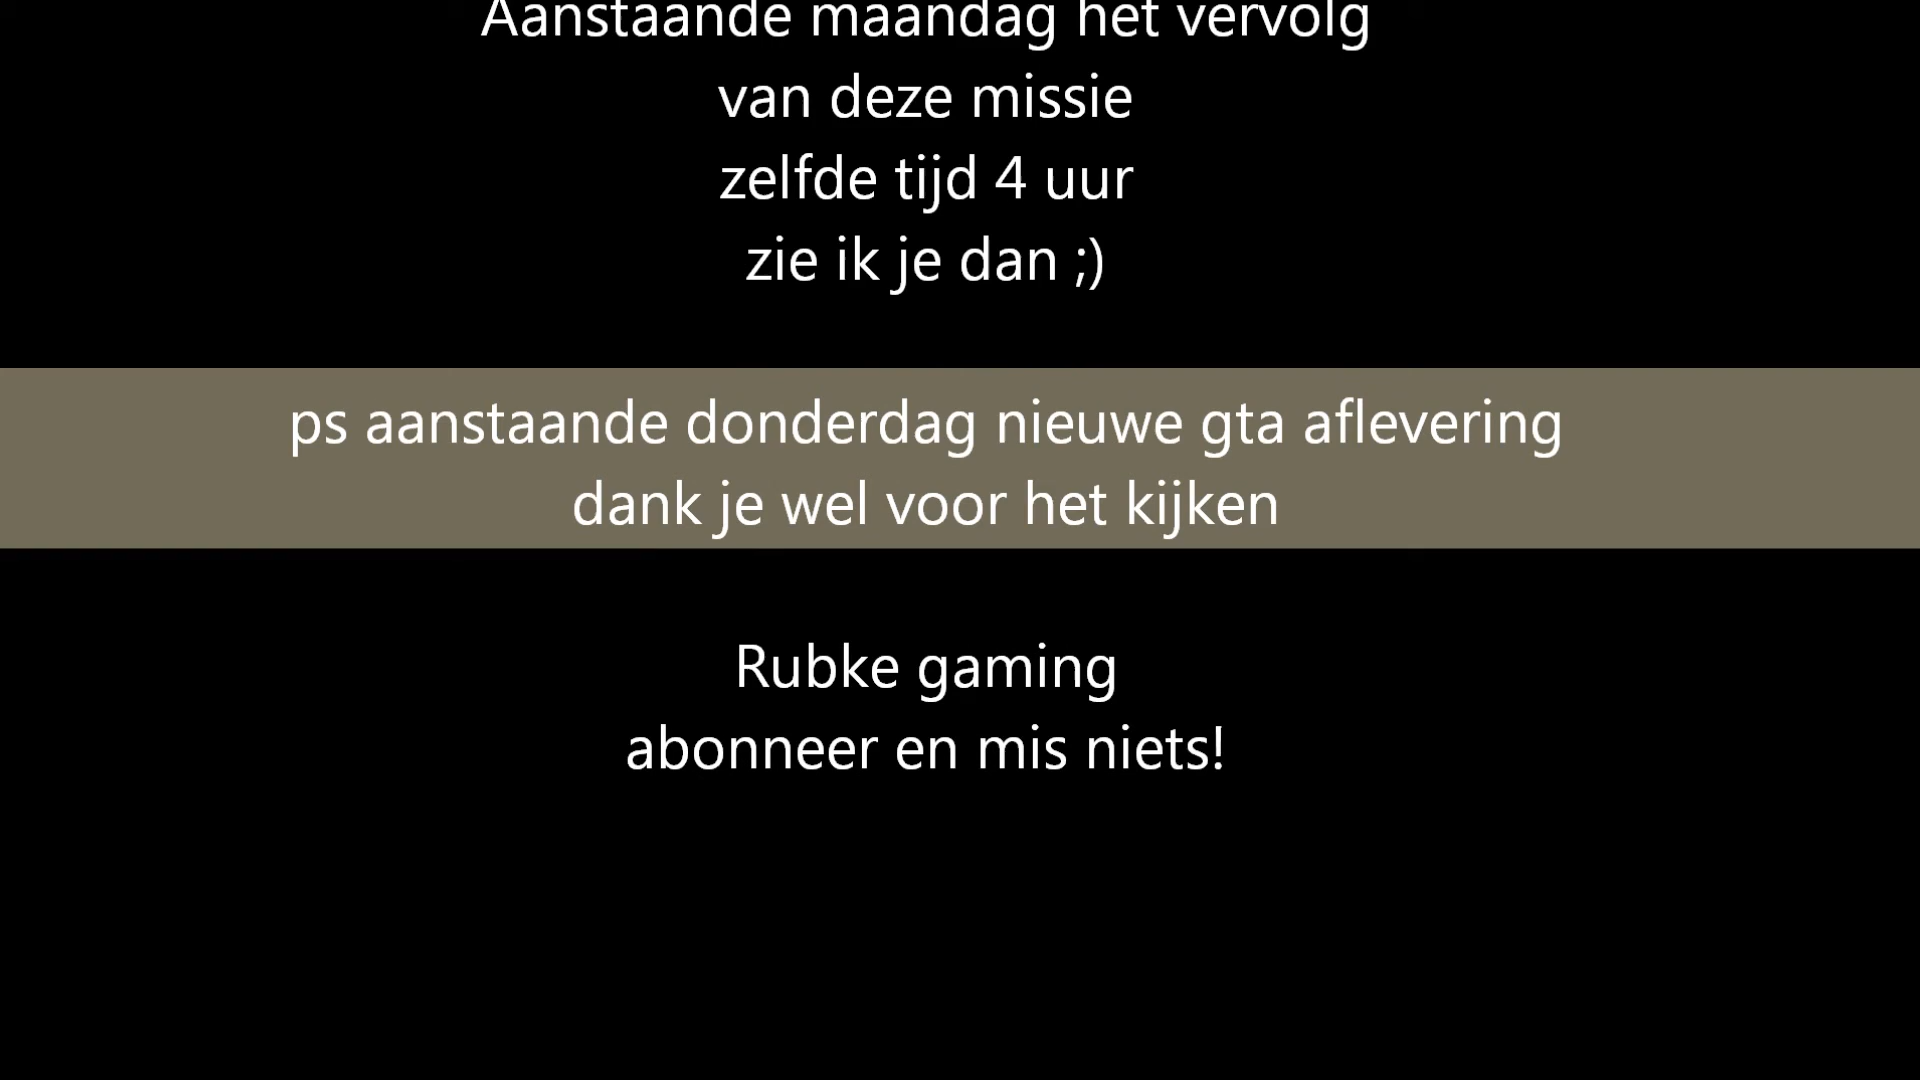 Aanstaande maandag het vervolg
van deze missie
zelfde tijd 4 uur
zie ik je dan ;)
ps aanstaande donderdag nieuwe gta aflevering
dank je wel voor het kijken
Rubke gaming
abonneer en mis niets!